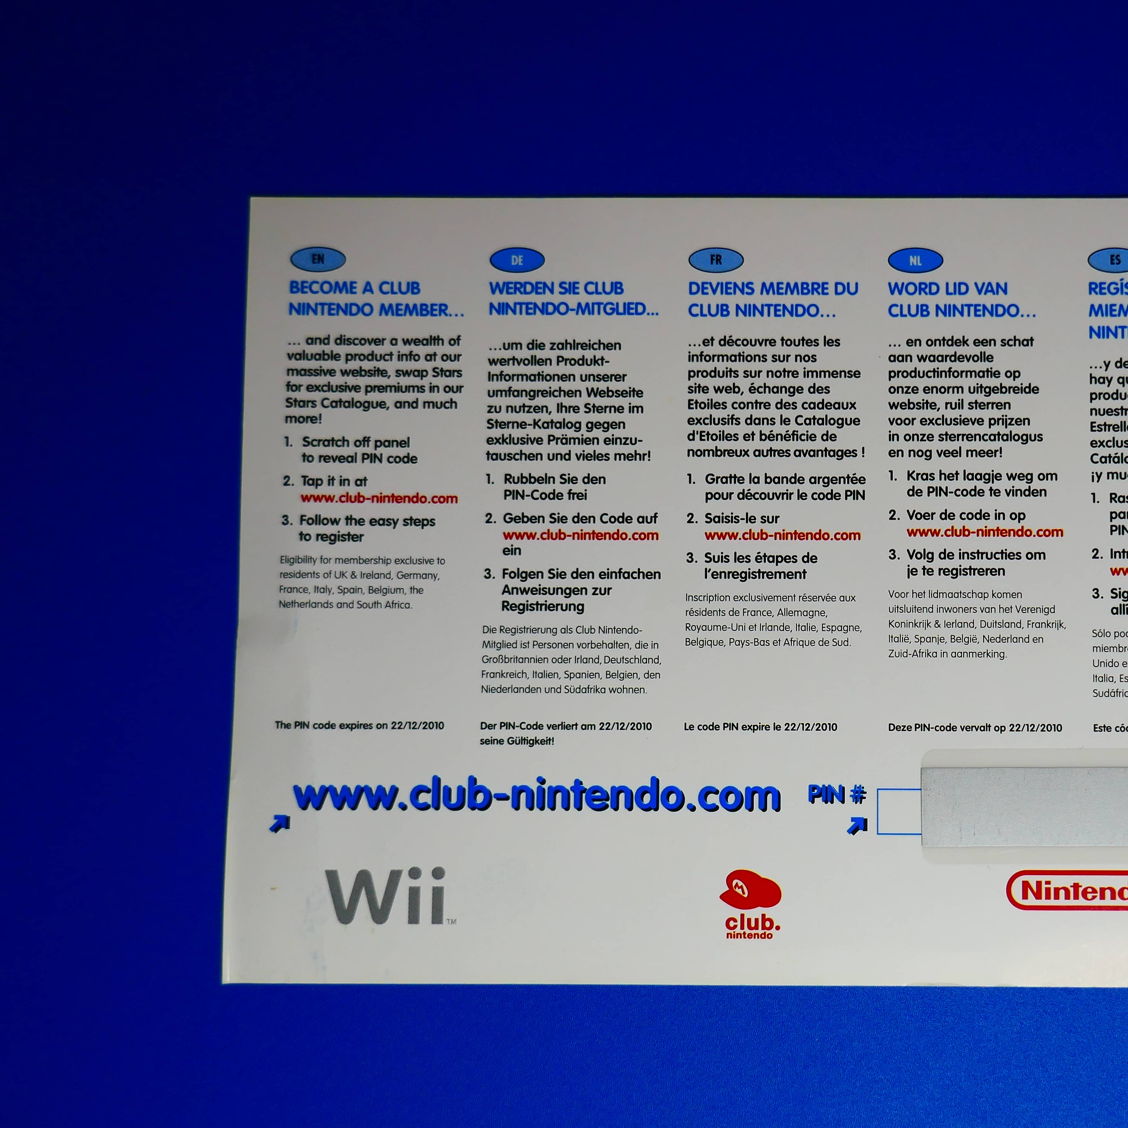 EN
BECOME A CLUB
NINTENDO MEMBER...
... and discover a wealth of
valuable product info at our
massive website, swap Stars
for exclusive premiums in our
Stars Catalogue, and much
more!
1. Scratch off panel
to reveal PIN code
2. Tap it in at
www.club-nintendo.com
3. Follow the easy steps
to register
Eligibility for membership exclusive to
residents of UK & Ireland, Germany,
France, Italy, Spain, Belgium, the
Netherlands and South Africa.
The PIN code expires on 22/12/2010
DE
WERDEN SIE CLUB
NINTENDO-MITGLIED...
...um die zahlreichen
wertvollen Produkt-
Informationen unserer
umfangreichen Webseite
zu nutzen, Ihre Sterne im
Sterne-Katalog gegen
exklusive Prämien einzu-
tauschen und vieles mehr!
1. Rubbeln Sie den
PIN-Code frei
2. Geben Sie den Code auf
www.club-nintendo.com
ein
3. Folgen Sie den einfachen
Anweisungen zur
Registrierung
Die Registrierung als Club Nintendo-
Mitglied ist Personen vorbehalten, die in
Großbritannien oder Irland, Deutschland,
Frankreich, Italien, Spanien, Belgien, den
Niederlanden und Südafrika wohnen.
Der PIN-Code verliert am 22/12/2010
seine Gültigkeit!
FR
DEVIENS MEMBRE DU
CLUB NINTENDO...
...et découvre toutes les
informations sur nos
produits sur notre immense
site web, échange des
Etoiles contre des cadeaux
exclusifs dans le Catalogue
d'Etoiles et bénéficie de
nombreux autres avantages !
1. Gratte la bande argentée
pour découvrir le code PIN
2. Saisis-le sur
www.club-nintendo.com
3. Suis les étapes de
l'enregistrement
Inscription exclusivement réservée aux
résidents de France, Allemagne,
Royaume-Uni et Irlande, Italie, Espagne,
Belgique, Pays-Bas et Afrique de Sud.
Le code PIN expire le 22/12/2010
NL
WORD LID VAN
CLUB NINTENDO...
... en ontdek een schat
aan waardevolle
productinformatie op
onze enorm uitgebreide
website, ruil sterren
voor exclusieve prijzen
in onze sterrencatalogus
en nog veel meer!
1. Kras het laagje weg om
de PIN-code te vinden
2. Voer de code in op
www.club-nintendo.com
3. Volg de instructies om
je te registreren
Voor het lidmaatschap komen
uitsluitend inwoners van het Verenigd
Koninkrijk & Ierland, Duitsland, Frankrijk,
Italië, Spanje, België, Nederland en
Zuid-Afrika in aanmerking.
Deze PIN-code vervalt op 22/12/2010
ES
...y
hay
1.
2.
3.
Sólo
Unido
Italia,
Este
www.club-nintendo.com
PIN #
Wii™
club.
nintendo